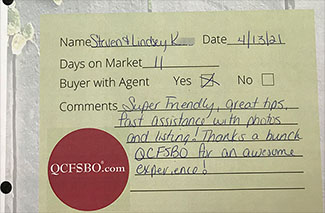 Name Steven & Lindsey K Date 4/13/21
Days on Market 11
Buyer with Agent Yes No
Comments Super Friendly, great tips,
fast assistance with photos
and listing! Thanks a bunch
QCFSBO for an awesome
experience!
QCFSBO.com